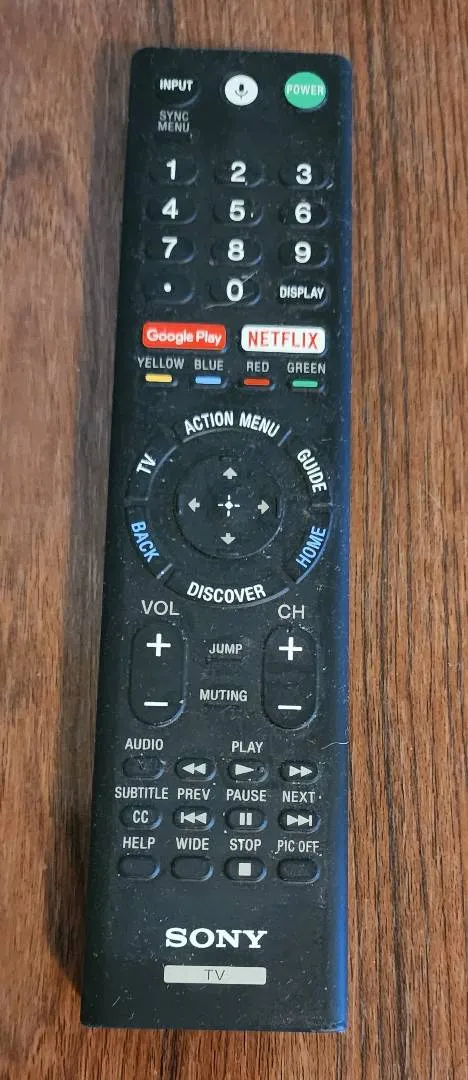 INPUT POWER
SYNC
MENU
1 2 3
4 5 6
7 8 9
. 0 DISPLAY
Google Play NETFLIX
YELLOW BLUE RED GREEN
ACTION MENU
TV GUIDE
BACK HOME
DISCOVER
VOL CH
+ +
JUMP
MUTING
− −
AUDIO PLAY
SUBTITLE PREV PAUSE NEXT
CC
HELP WIDE STOP PIC OFF
SONY
TV